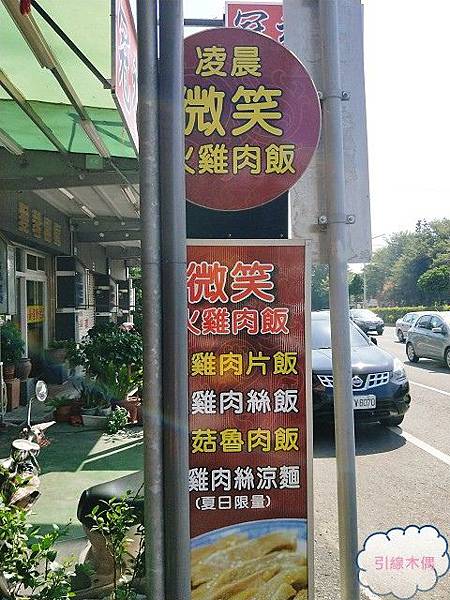 凌晨
微笑
火雞肉飯
微笑
火雞肉飯
雞肉片飯
雞肉絲飯
菇魯肉飯
雞肉絲涼麵
(夏日限量)
6070
引線木偶